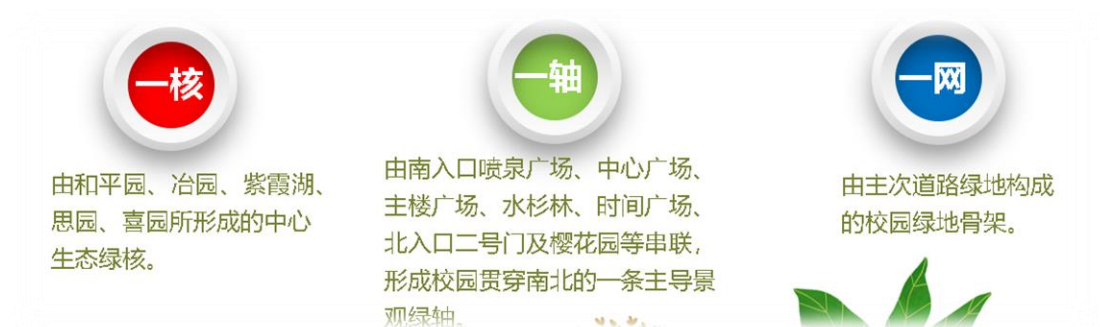 一核
由和平园、冶园、紫霞湖、
思园、喜园所形成的中心
生态绿核。
一轴
由南入口喷泉广场、中心广场、
主楼广场、水杉林、时间广场、
北入口二号门及樱花园等串联，
形成校园贯穿南北的一条主导景
观绿轴。
一网
由主次道路绿地构成
的校园绿地骨架。